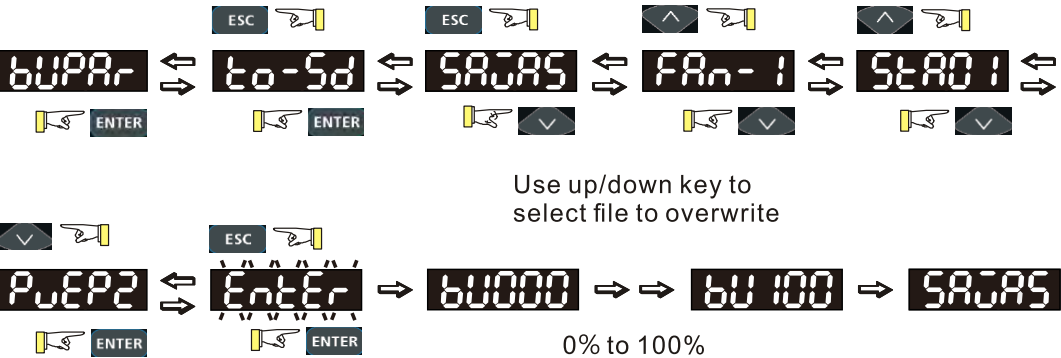 ESC ESC
bUPAr to-Sd SAvAS FAn-1 StA01
ENTER ENTER
Use up/down key to
select file to overwrite
ESC
PvEP2 EntEr bU000 bU100 SAvAS
ENTER ENTER
0% to 100%